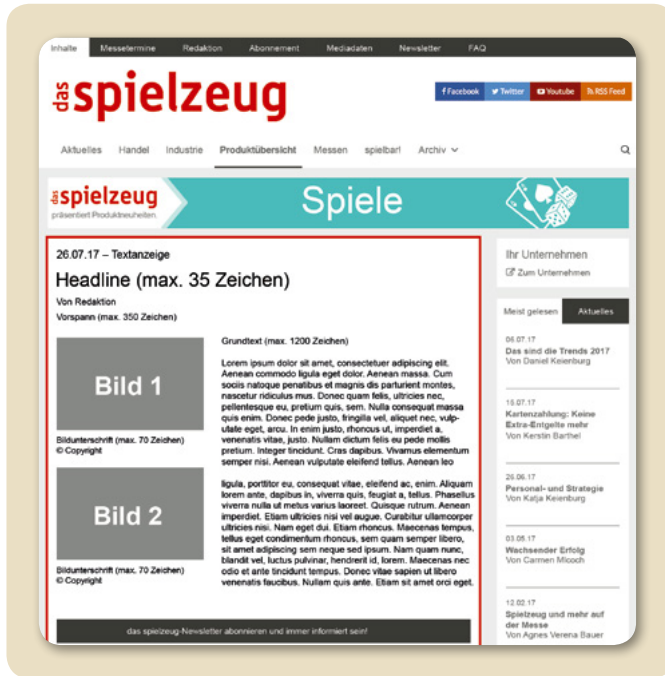 Inhalte Messetermine Redaktion Abonnement Mediadaten Newsletter FAQ
das spielzeug
Facebook Twitter Youtube RSS Feed
Aktuelles Handel Industrie Produktübersicht Messen spielbar! Archiv
das spielzeug
präsentiert Produktneuheiten
Spiele
26.07.17 – Textanzeige
Headline (max. 35 Zeichen)
Von Redaktion
Vorspann (max. 350 Zeichen)
Bild 1
Bildunterschrift (max. 70 Zeichen)
© Copyright
Bild 2
Bildunterschrift (max. 70 Zeichen)
© Copyright
Grundtext (max. 1200 Zeichen)
Lorem ipsum dolor sit amet, consectetuer adipiscing elit.
Aenean commodo ligula eget dolor. Aenean massa. Cum
sociis natoque penatibus et magnis dis parturient montes,
nascetur ridiculus mus. Donec quam felis, ultricies nec,
pellentesque eu, pretium quis, sem. Nulla consequat massa
quis enim. Donec pede justo, fringilla vel, aliquet nec, vulp-
utate eget, arcu. In enim justo, rhoncus ut, imperdiet a,
venenatis vitae, justo. Nullam dictum felis eu pede mollis
pretium. Integer tincidunt. Cras dapibus. Vivamus elementum
semper nisi. Aenean vulputate eleifend tellus. Aenean leo
ligula, porttitor eu, consequat vitae, eleifend ac, enim. Aliquam
lorem ante, dapibus in, viverra quis, feugiat a, tellus. Phasellus
viverra nulla ut metus varius laoreet. Quisque rutrum. Aenean
imperdiet. Etiam ultricies nisi vel augue. Curabitur ullamcorper
ultricies nisi. Nam eget dui. Etiam rhoncus. Maecenas tempus,
tellus eget condimentum rhoncus, sem quam semper libero,
sit amet adipiscing sem neque sed ipsum. Nam quam nunc,
blandit vel, luctus pulvinar, hendrerit id, lorem. Maecenas nec
odio et ante tincidunt tempus. Donec vitae sapien ut libero
venenatis faucibus. Nullam quis ante. Etiam sit amet orci eget.
das spielzeug-Newsletter abonnieren und immer informiert sein!
Ihr Unternehmen
Zum Unternehmen
Meist gelesen Aktuelles
06.07.17
Das sind die Trends 2017
Von Daniel Keienburg
Kartenzahlung: Keine
Extra-Entgelte mehr
Von Kerstin Barthel
26.06.17
Personal- und Strategie
Von Katja Keienburg
03.05.17
Wachsender Erfolg
Von Carmen
12.02.17
Spielzeug und mehr auf
der Messe
Von Agnes Verena Bauer